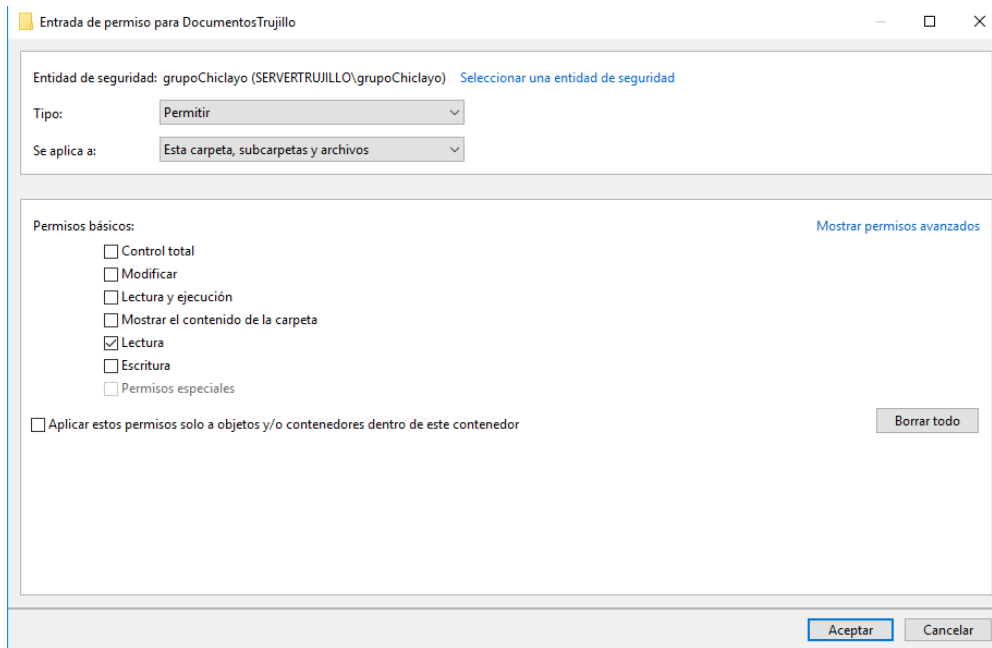 Entrada de permiso para DocumentosTrujillo
Entidad de seguridad: grupoChiclayo (SERVERTRUJILLO\grupoChiclayo) Seleccionar una entidad de seguridad
Tipo: Permitir
Se aplica a: Esta carpeta, subcarpetas y archivos
Permisos básicos: Mostrar permisos avanzados
Control total
Modificar
Lectura y ejecución
Mostrar el contenido de la carpeta
Lectura
Escritura
Permisos especiales
Aplicar estos permisos solo a objetos y/o contenedores dentro de este contenedor Borrar todo
Aceptar Cancelar